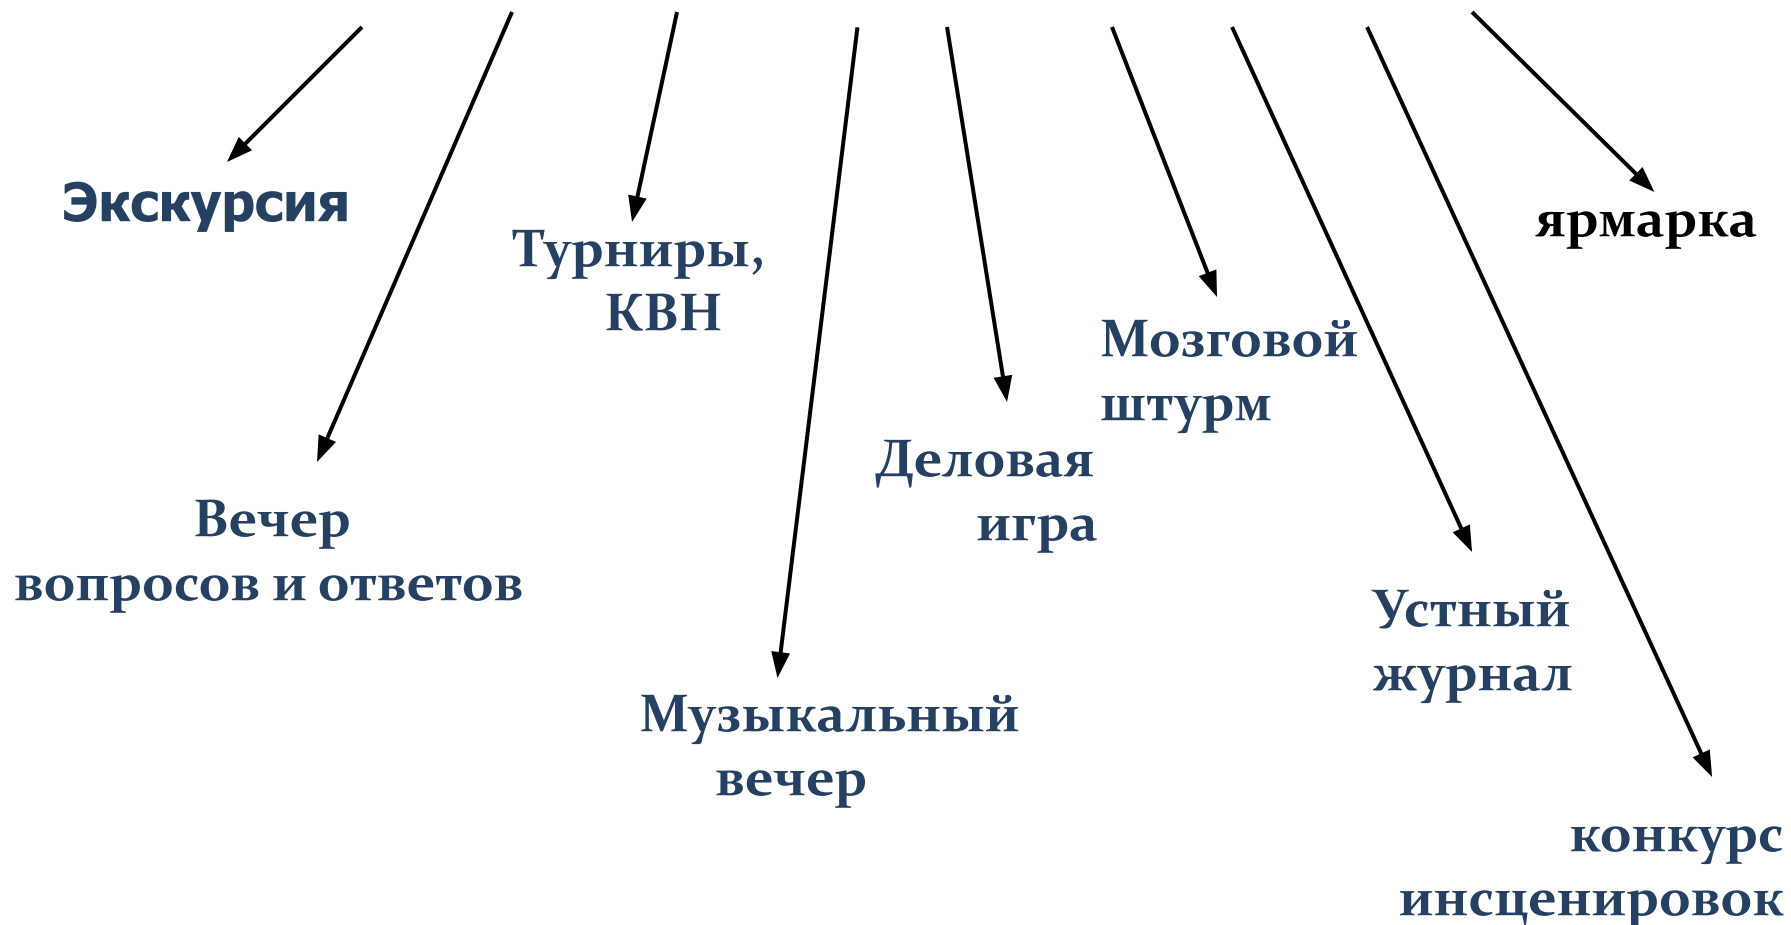 Экскурсия
ярмарка
Турниры,
КВН
Мозговой
штурм
Деловая
игра
Вечер
вопросов и ответов
Устный
журнал
Музыкальный
вечер
конкурс
инсценировок